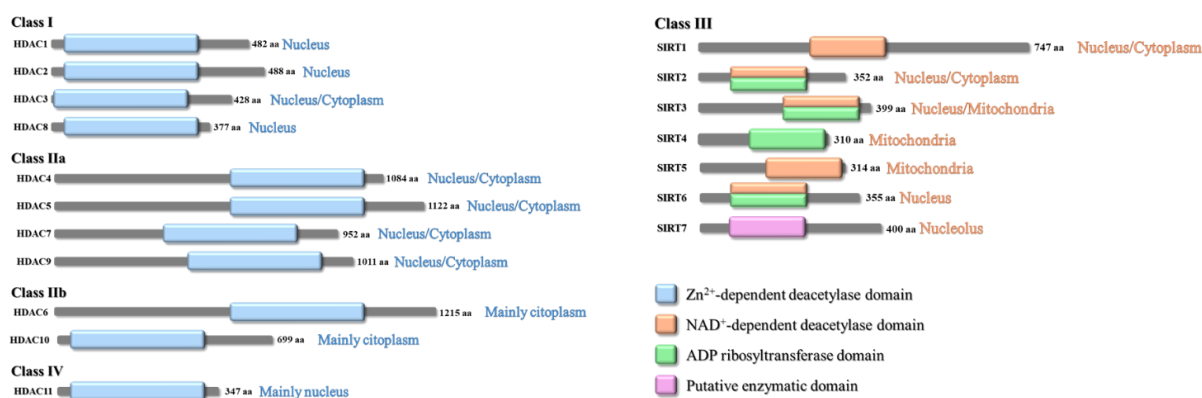 Class I
HDAC1 482 aa Nucleus
HDAC2 488 aa Nucleus
HDAC3 428 aa Nucleus/Cytoplasm
HDAC8 377 aa Nucleus
Class IIa
HDAC4 1084 aa Nucleus/Cytoplasm
HDAC5 1122 aa Nucleus/Cytoplasm
HDAC7 952 aa Nucleus/Cytoplasm
HDAC9 1011 aa Nucleus/Cytoplasm
Class IIb
HDAC6 1215 aa Mainly citoplasm
HDAC10 699 aa Mainly citoplasm
Class IV
HDAC11 347 aa Mainly nucleus
Class III
SIRT1 747 aa Nucleus/Cytoplasm
SIRT2 352 aa Nucleus/Cytoplasm
SIRT3 399 aa Nucleus/Mitochondria
SIRT4 310 aa Mitochondria
SIRT5 314 aa Mitochondria
SIRT6 355 aa Nucleus
SIRT7 400 aa Nucleolus
Zn²⁺-dependent deacetylase domain
NAD⁺-dependent deacetylase domain
ADP ribosyltransferase domain
Putative enzymatic domain